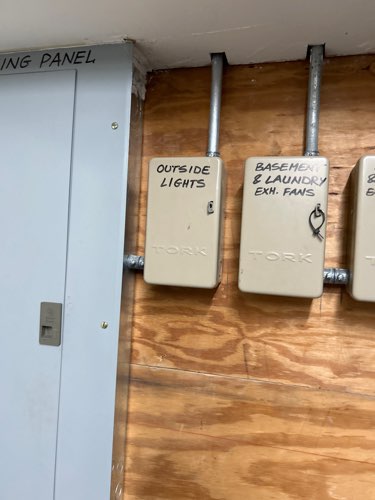 ING PANEL
OUTSIDE
LIGHTS
TORK
BASEMENT
& LAUNDRY
EXH. FANS
TORK
&